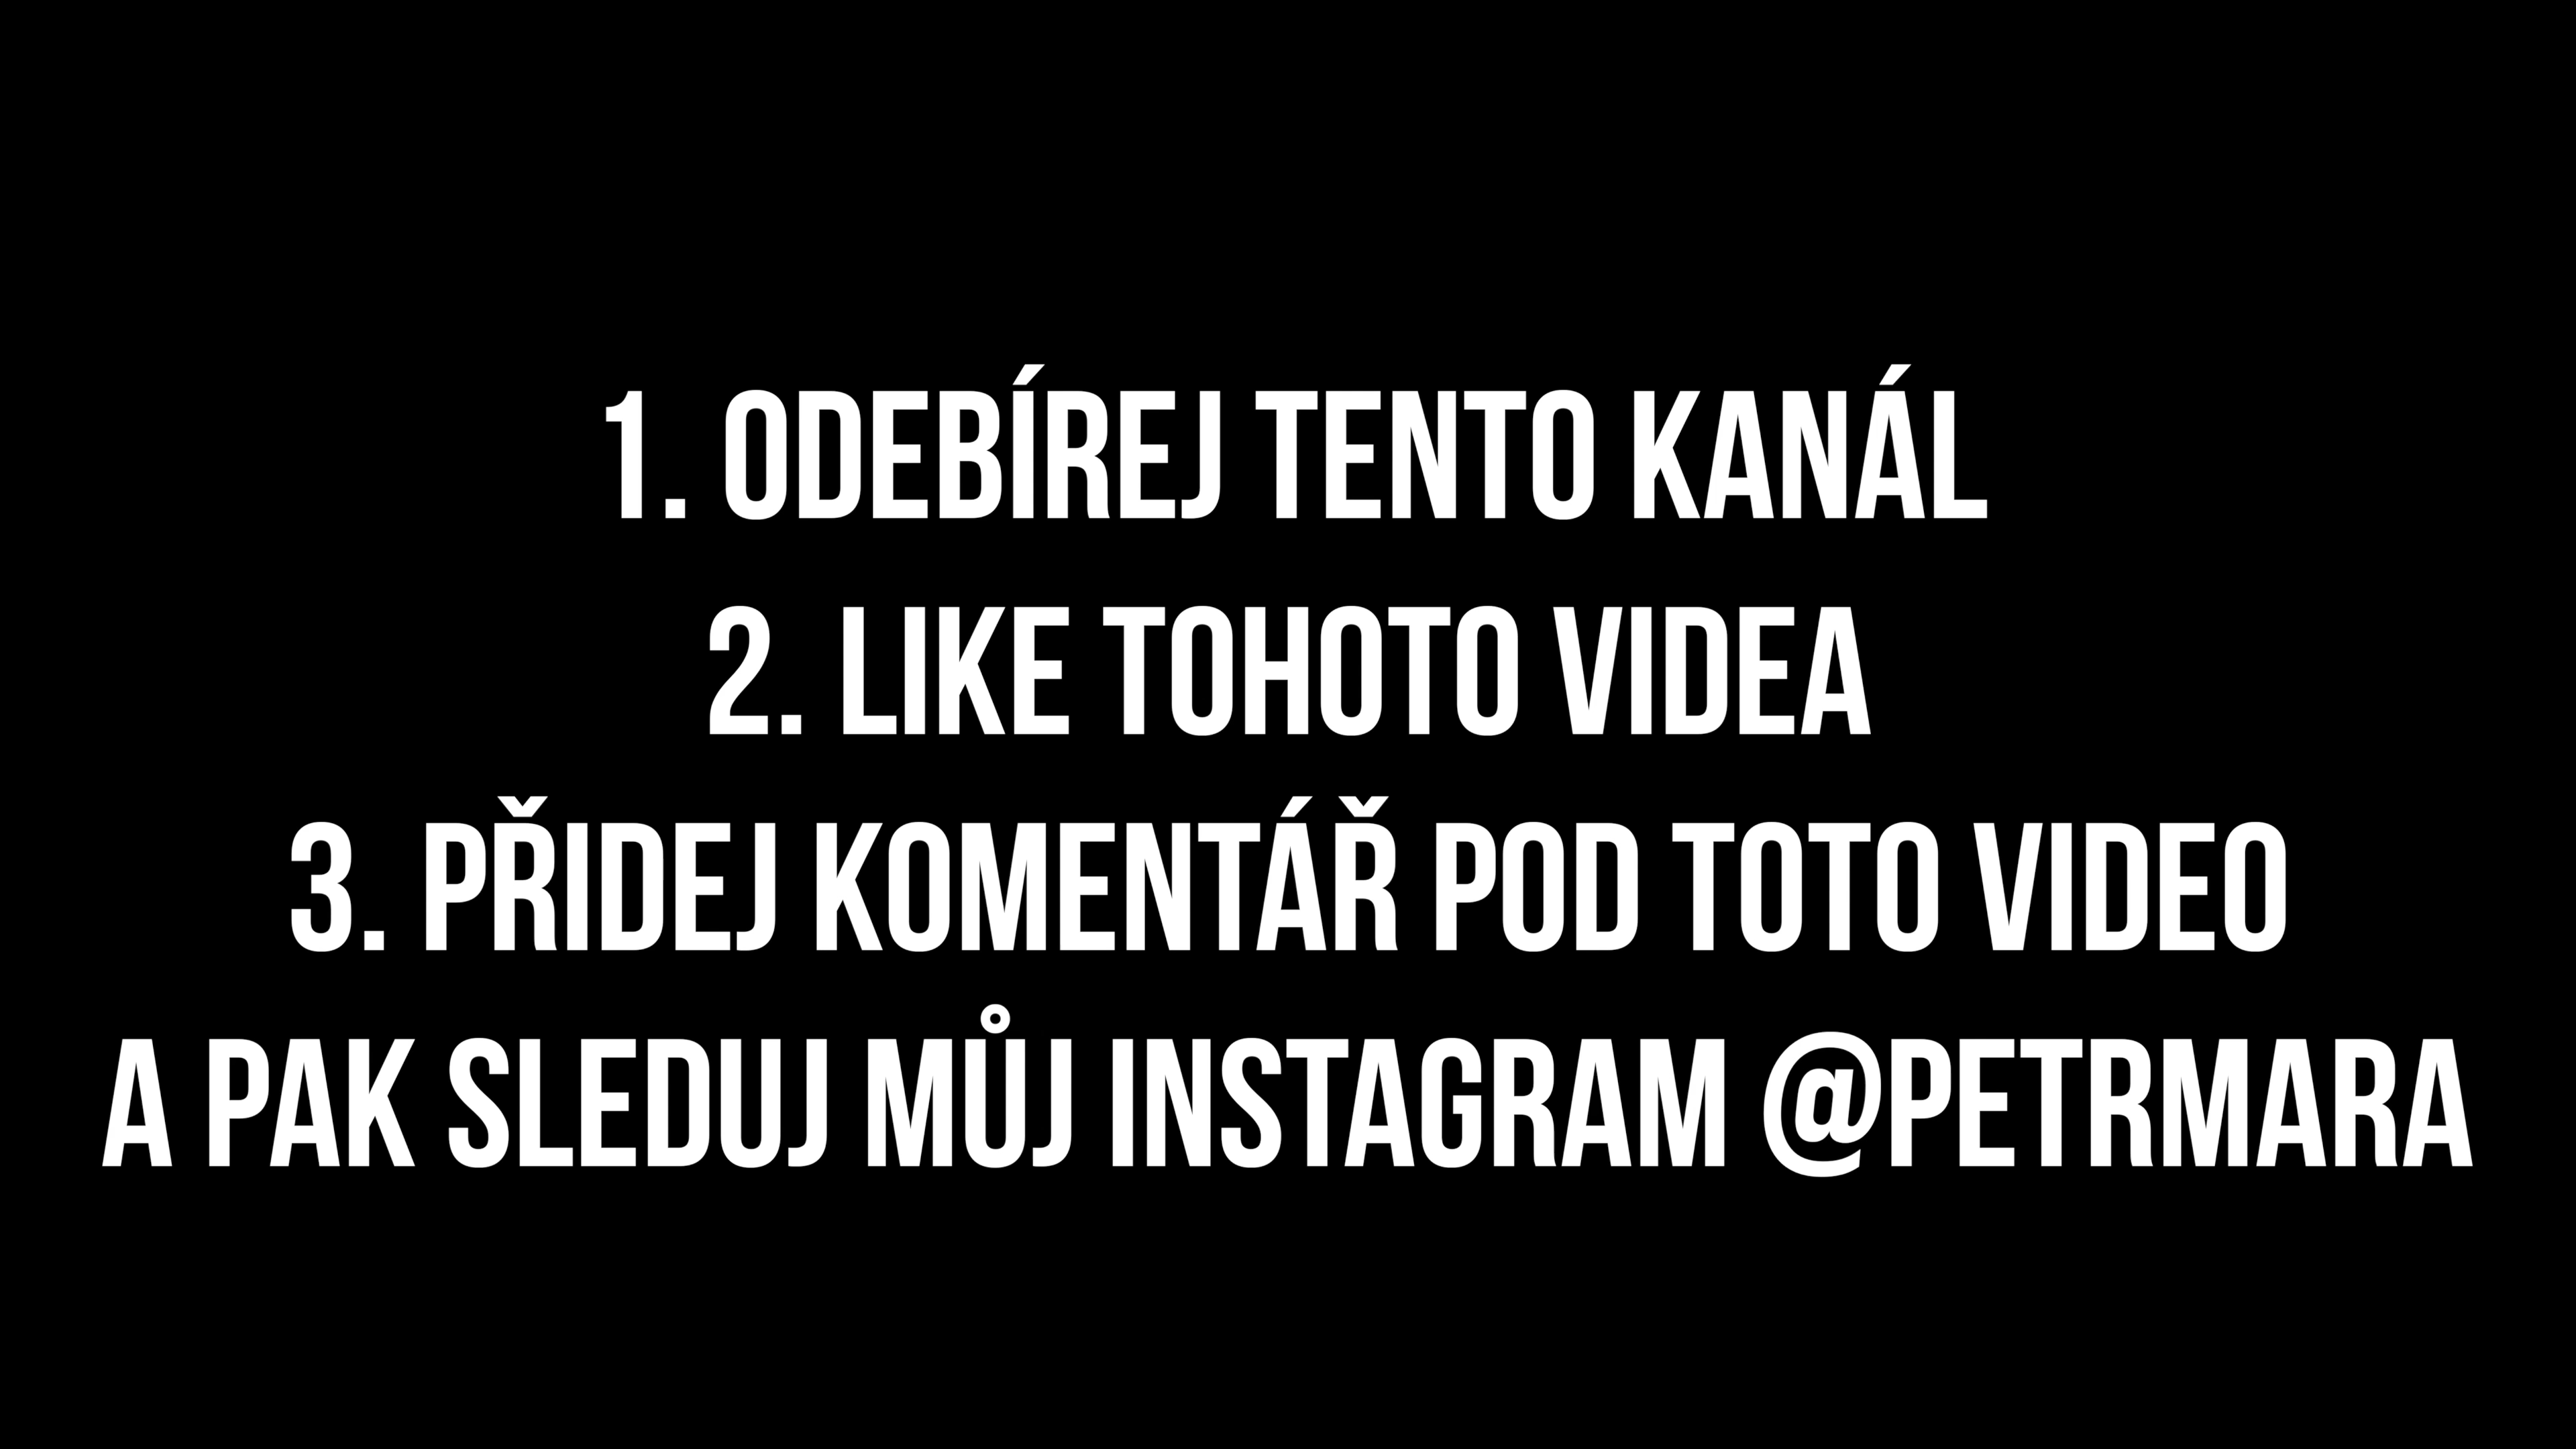 1. ODEBÍREJ TENTO KANÁL
2. LIKE TOHOTO VIDEA
3. PŘIDEJ KOMENTÁŘ POD TOTO VIDEO
A PAK SLEDUJ MŮJ INSTAGRAM @PETRMARA